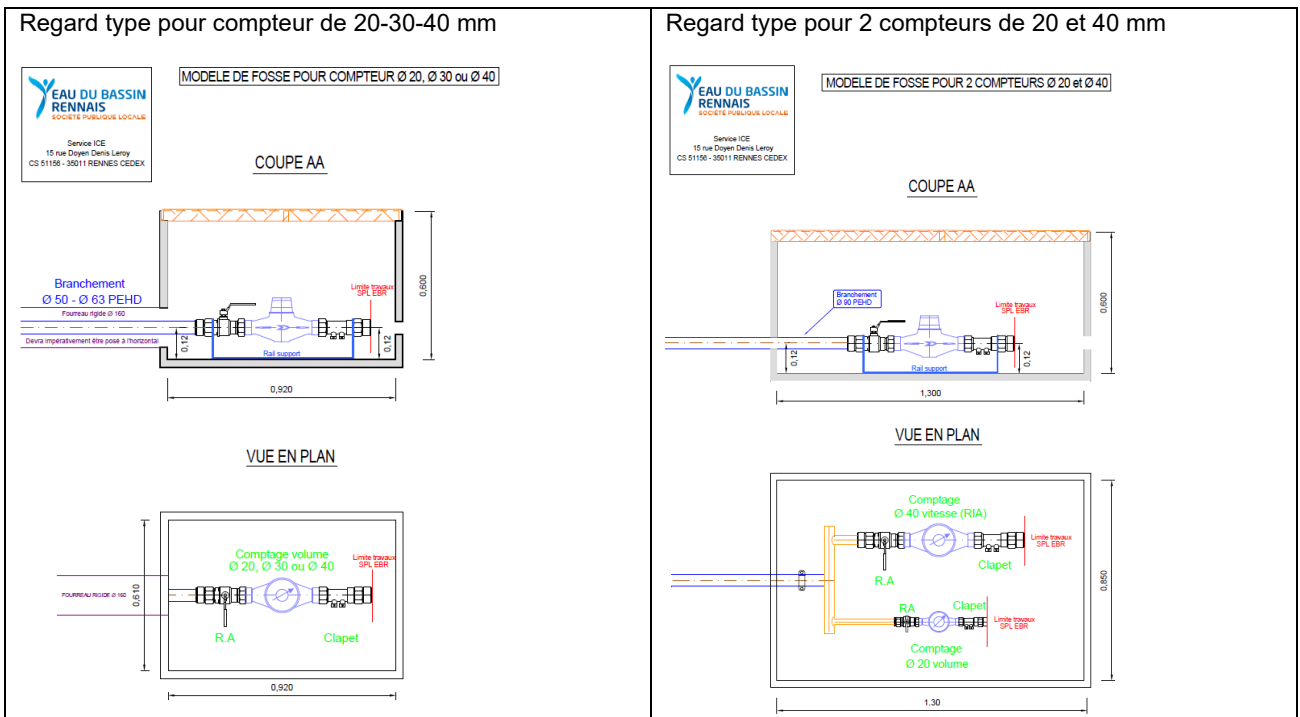 Regard type pour compteur de 20-30-40 mm
EAU DU BASSIN
RENNAIS
SOCIÉTÉ PUBLIQUE LOCALE
Service ICE
15 rue Doyen Denis Leroy
CS 51156 - 35011 RENNES CEDEX
MODELE DE FOSSE POUR COMPTEUR Ø 20, Ø 30 ou Ø 40
COUPE AA
Branchement
Ø 50 - Ø 63 PEHD
Fourreau rigide Ø 160
Devra impérativement être posé à l'horizontal
Limite travaux
SPL EBR
0,600
0,12
0,12
Rail support
0,920
VUE EN PLAN
Comptage volume
Ø 20, Ø 30 ou Ø 40
Limite travaux
SPL EBR
FOURREAU RIGIDE Ø 160
0,610
R.A
Clapet
0,920
Regard type pour 2 compteurs de 20 et 40 mm
EAU DU BASSIN
RENNAIS
SOCIÉTÉ PUBLIQUE LOCALE
Service ICE
15 rue Doyen Denis Leroy
CS 51156 - 35011 RENNES CEDEX
MODELE DE FOSSE POUR 2 COMPTEURS Ø 20 et Ø 40
COUPE AA
Branchement
Ø 90 PEHD
Limite travaux
SPL EBR
0,600
0,12
0,12
Rail support
1,300
VUE EN PLAN
Comptage
Ø 40 vitesse (RIA)
Limite travaux
SPL EBR
R.A
Clapet
0,850
RA
Clapet
Limite travaux
SPL EBR
Comptage
Ø 20 volume
1.30